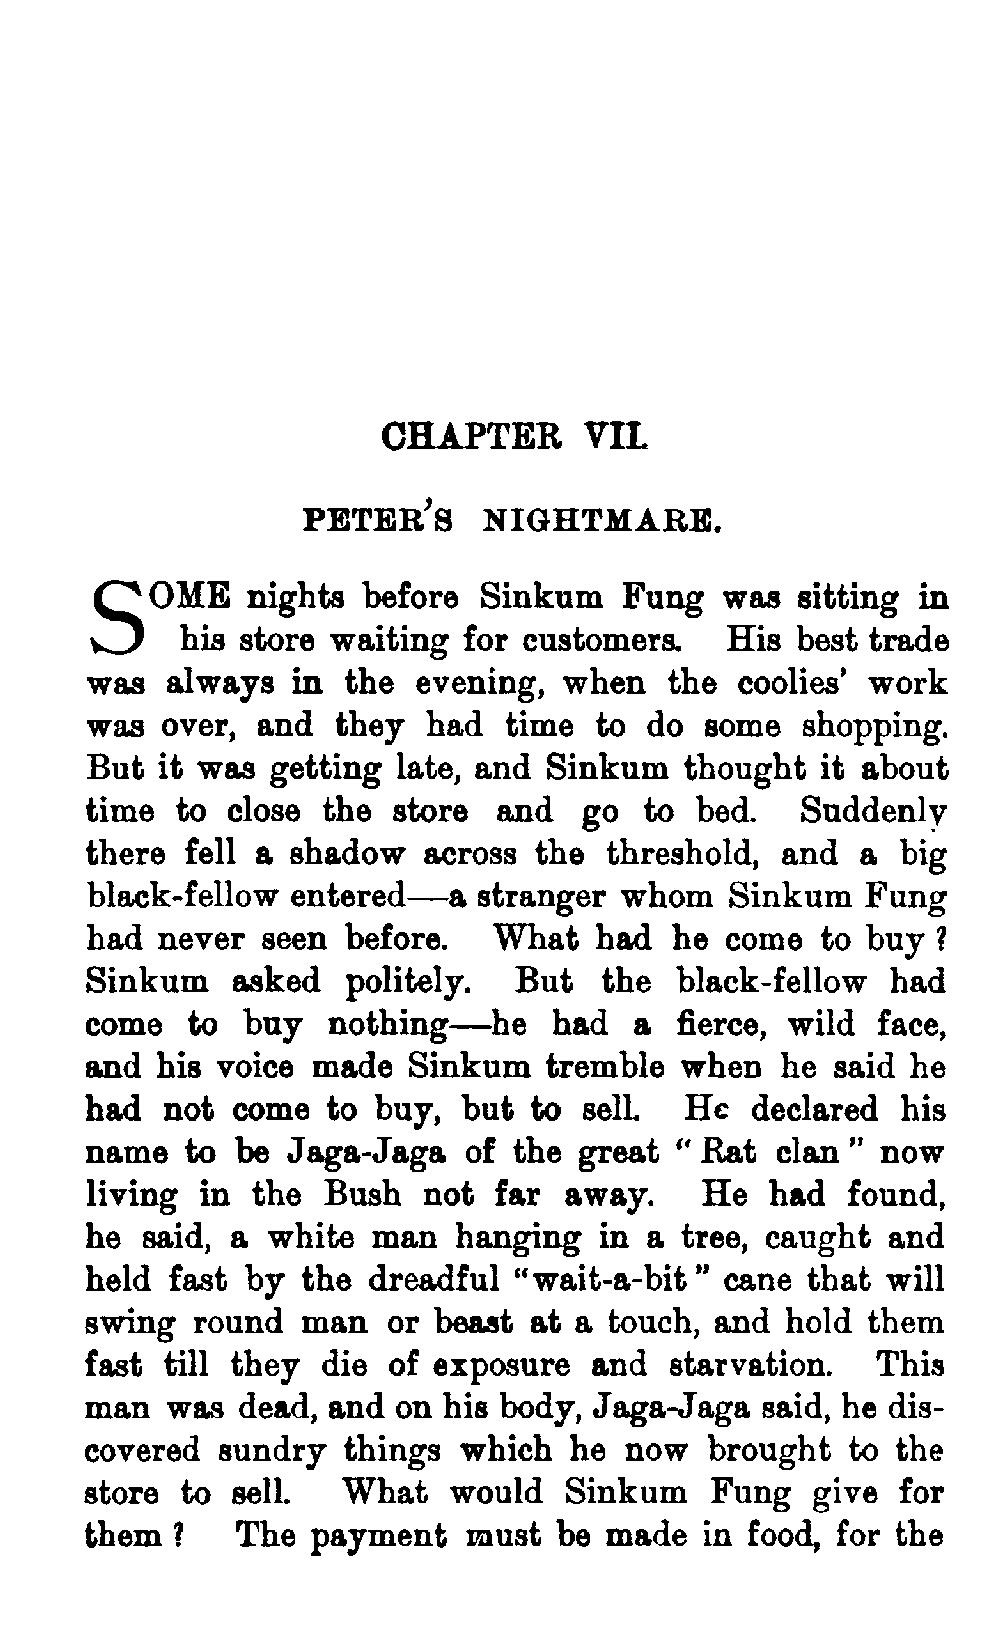 CHAPTER VII.
PETER'S NIGHTMARE.
SOME nights before Sinkum Fung was sitting in
his store waiting for customers. His best trade
was always in the evening, when the coolies' work
was over, and they had time to do some shopping.
But it was getting late, and Sinkum thought it about
time to close the store and go to bed. Suddenly
there fell a shadow across the threshold, and a big
black-fellow entered—a stranger whom Sinkum Fung
had never seen before. What had he come to buy?
Sinkum asked politely. But the black-fellow had
come to buy nothing—he had a fierce, wild face,
and his voice made Sinkum tremble when he said he
had not come to buy, but to sell. He declared his
name to be Jaga-Jaga of the great "Rat clan" now
living in the Bush not far away. He had found,
he said, a white man hanging in a tree, caught and
held fast by the dreadful "wait-a-bit" cane that will
swing round man or beast at a touch, and hold them
fast till they die of exposure and starvation. This
man was dead, and on his body, Jaga-Jaga said, he dis-
covered sundry things which he now brought to the
store to sell. What would Sinkum Fung give for
them? The payment must be made in food, for the